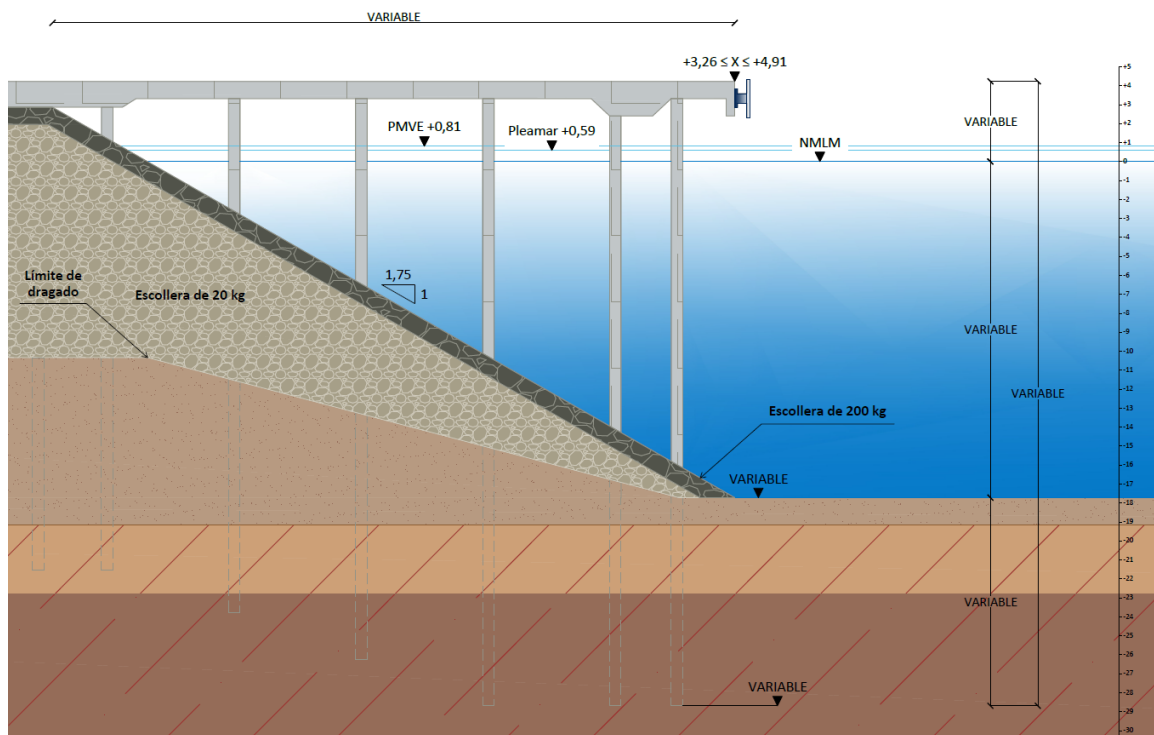 VARIABLE
+3,26 ≤ X ≤ +4,91
PMVE +0,81
Pleamar +0,59
NMLM
VARIABLE
1,75
1
Límite de
dragado
Escollera de 20 kg
VARIABLE
VARIABLE
Escollera de 200 kg
VARIABLE
VARIABLE
VARIABLE
+5
+4
+3
+2
+1
0
-1
-2
-3
-4
-5
-6
-7
-8
-9
-10
-11
-12
-13
-14
-15
-16
-17
-18
-19
-20
-21
-22
-23
-24
-25
-26
-27
-28
-29
-30